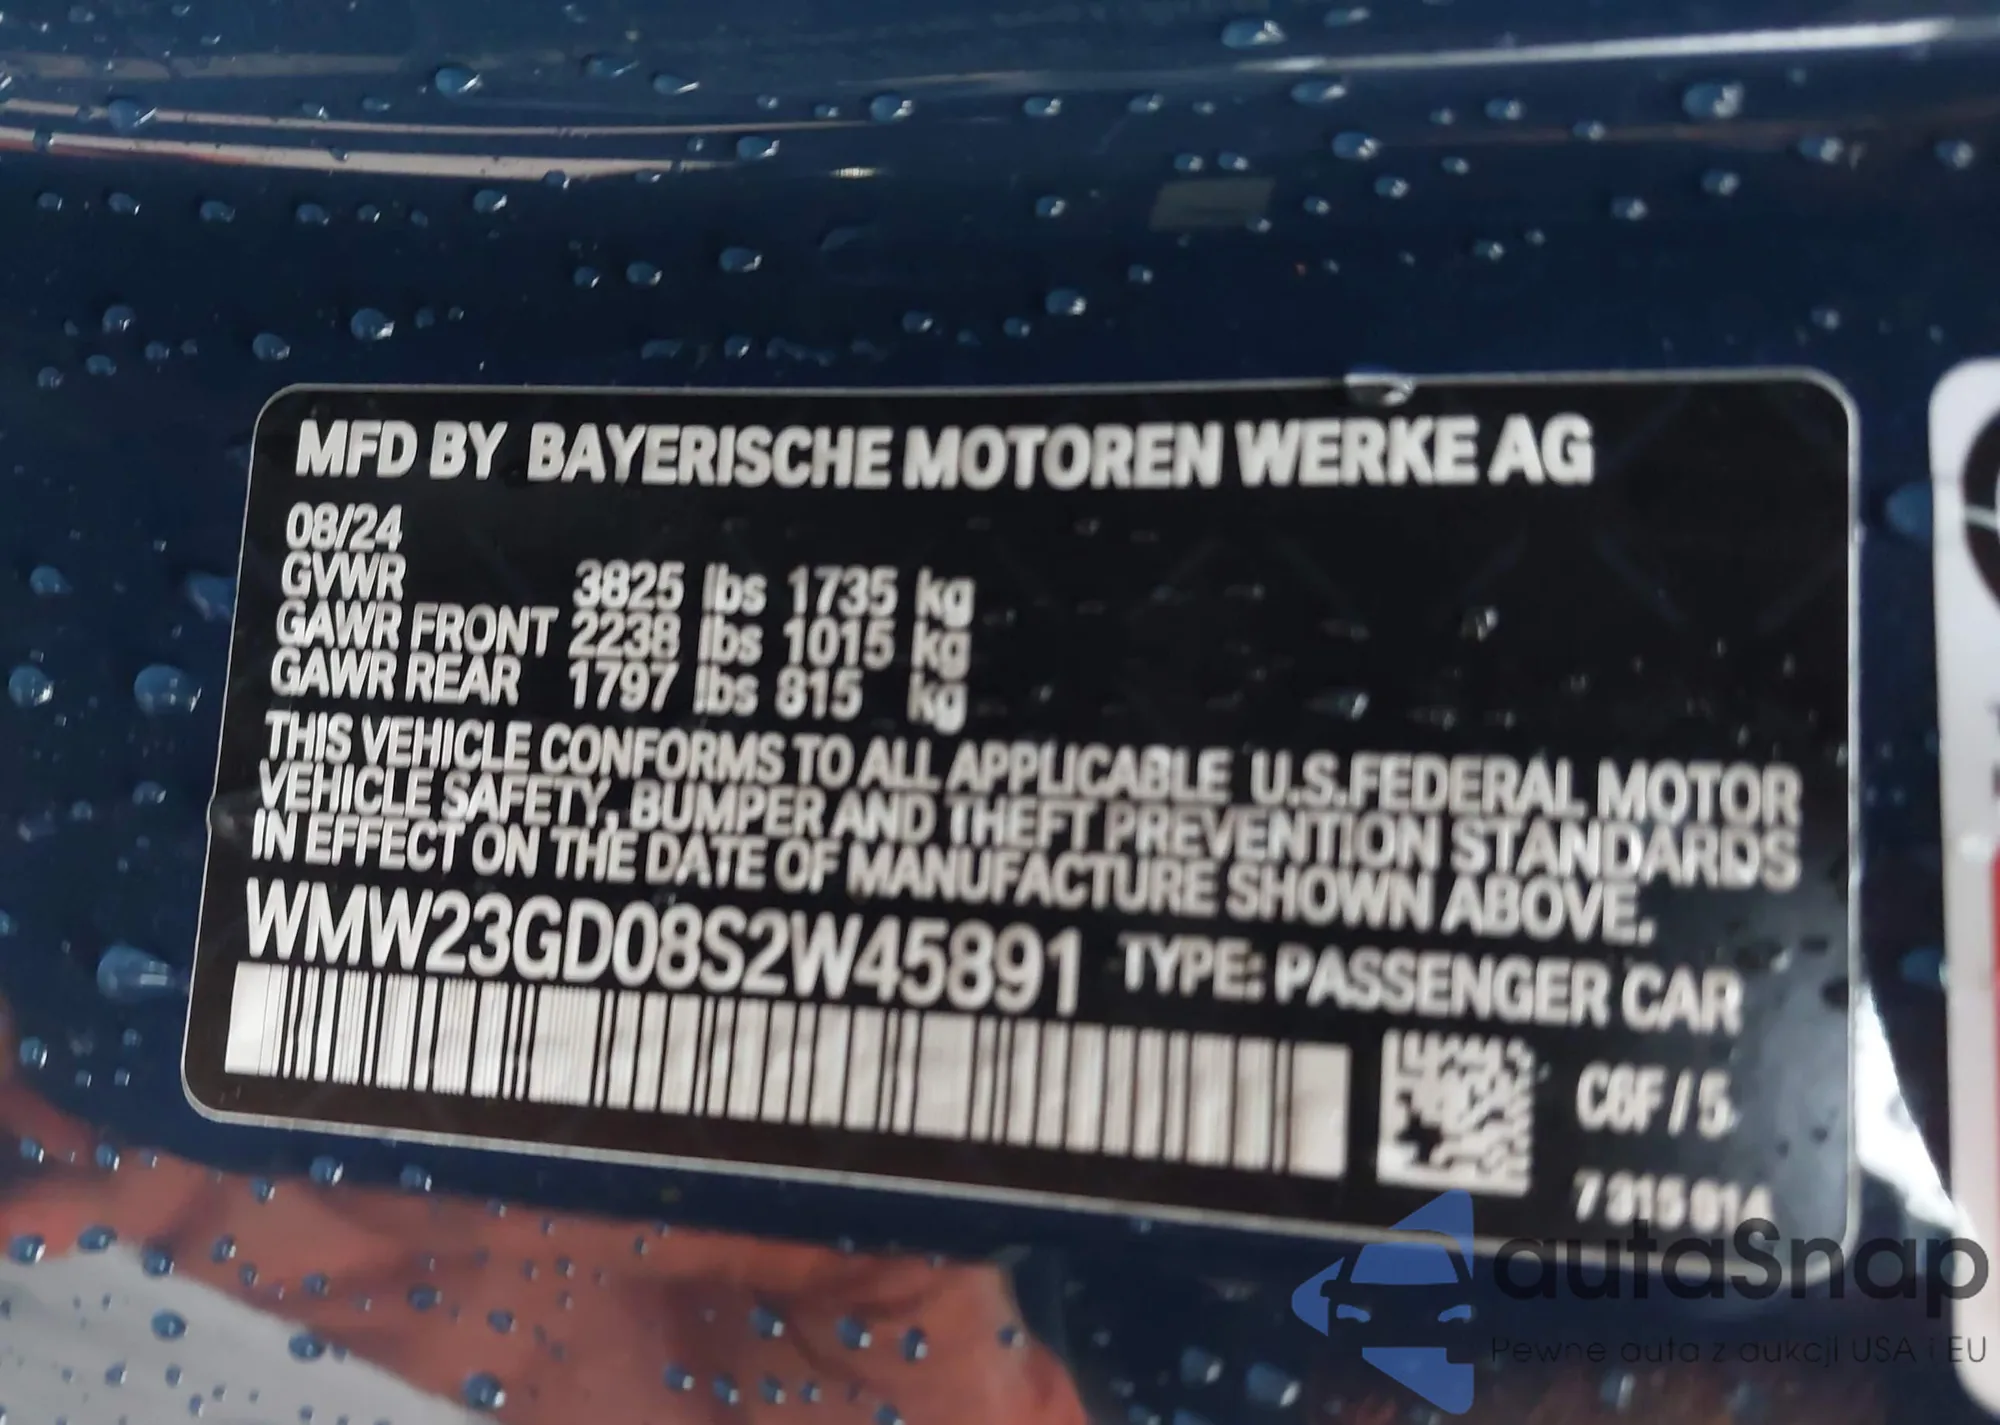 MFD BY BAYERISCHE MOTOREN WERKE AG
08/24
GVWR 3825 lbs 1735 kg
GAWR FRONT 2238 lbs 1015 kg
GAWR REAR 1797 lbs 815 kg
THIS VEHICLE CONFORMS TO ALL APPLICABLE U.S.FEDERAL MOTOR
VEHICLE SAFETY, BUMPER AND THEFT PREVENTION STANDARDS
IN EFFECT ON THE DATE OF MANUFACTURE SHOWN ABOVE.
WMW23GD08S2W45891 TYPE: PASSENGER CAR
C6F / 5
7 315 914
autaSnap
Pewne auta z aukcji USA i EU